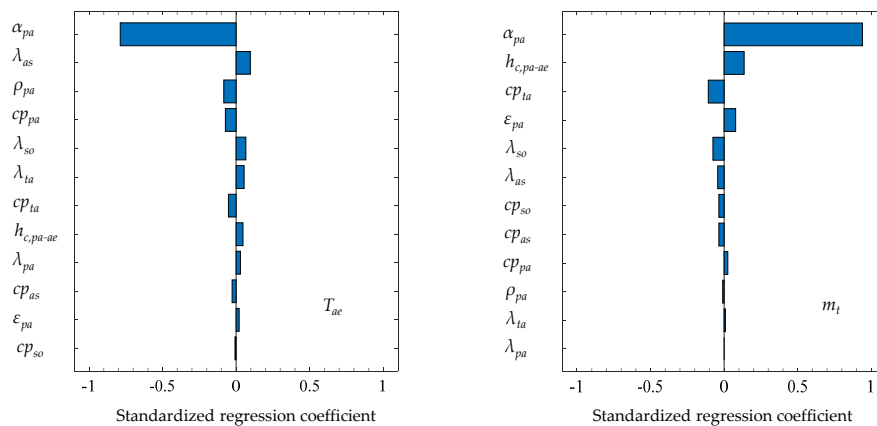 α_pa
λ_as
ρ_pa
cp_pa
λ_so
λ_ta
cp_ta
h_c,pa-ae
λ_pa
cp_as
ε_pa
cp_so
T_ae
-1 -0.5 0 0.5 1
Standardized regression coefficient
α_pa
h_c,pa-ae
cp_ta
ε_pa
λ_so
λ_as
cp_so
cp_as
cp_pa
ρ_pa
λ_ta
λ_pa
m_t
-1 -0.5 0 0.5 1
Standardized regression coefficient